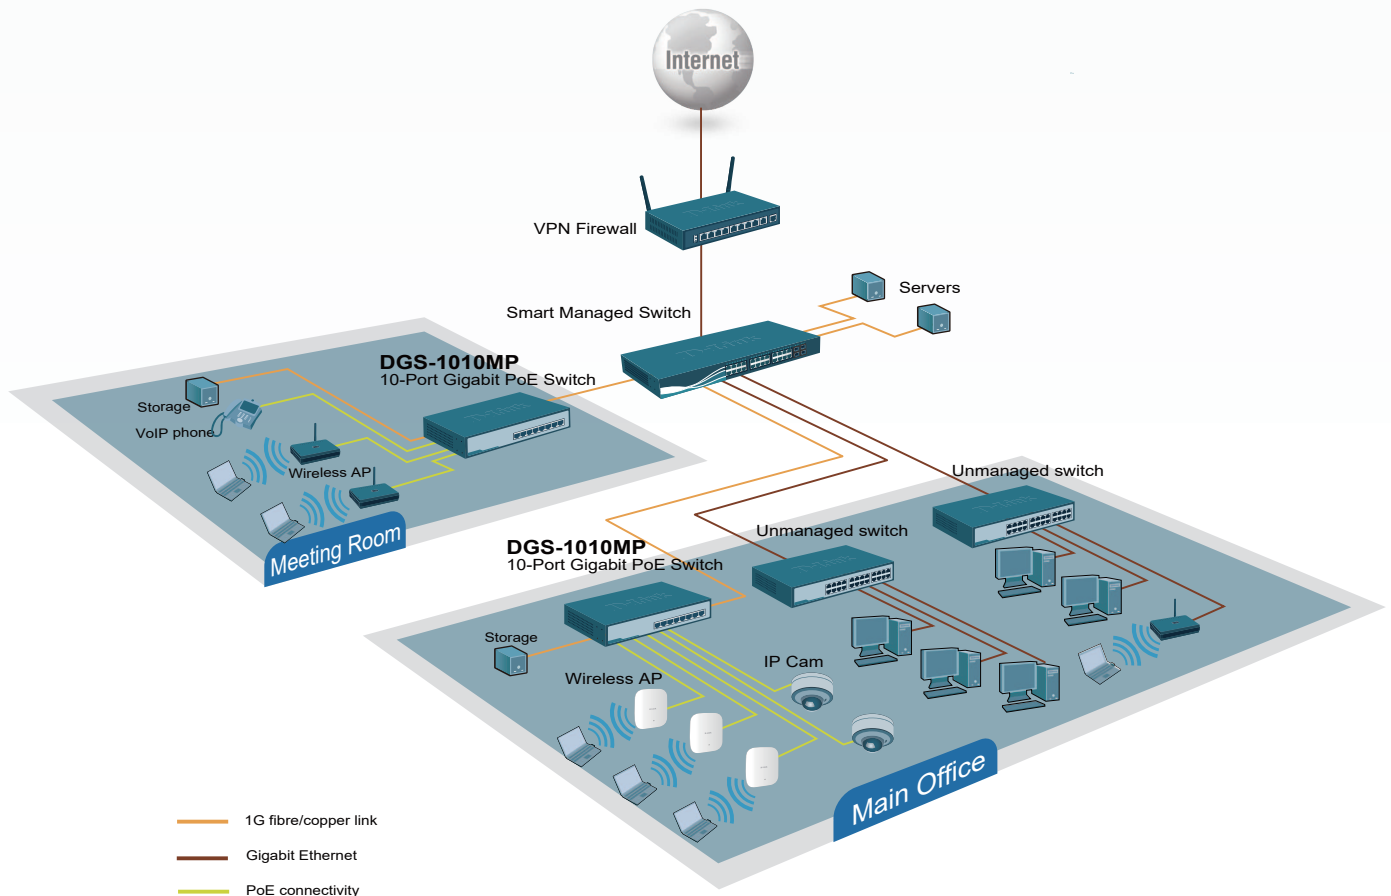 Internet
VPN Firewall
Servers
Smart Managed Switch
DGS-1010MP
10-Port Gigabit PoE Switch
Storage
VoIP phone
Wireless AP
Meeting Room
Unmanaged switch
Unmanaged switch
DGS-1010MP
10-Port Gigabit PoE Switch
Storage
IP Cam
Wireless AP
Main Office
1G fibre/copper link
Gigabit Ethernet
PoE connectivity